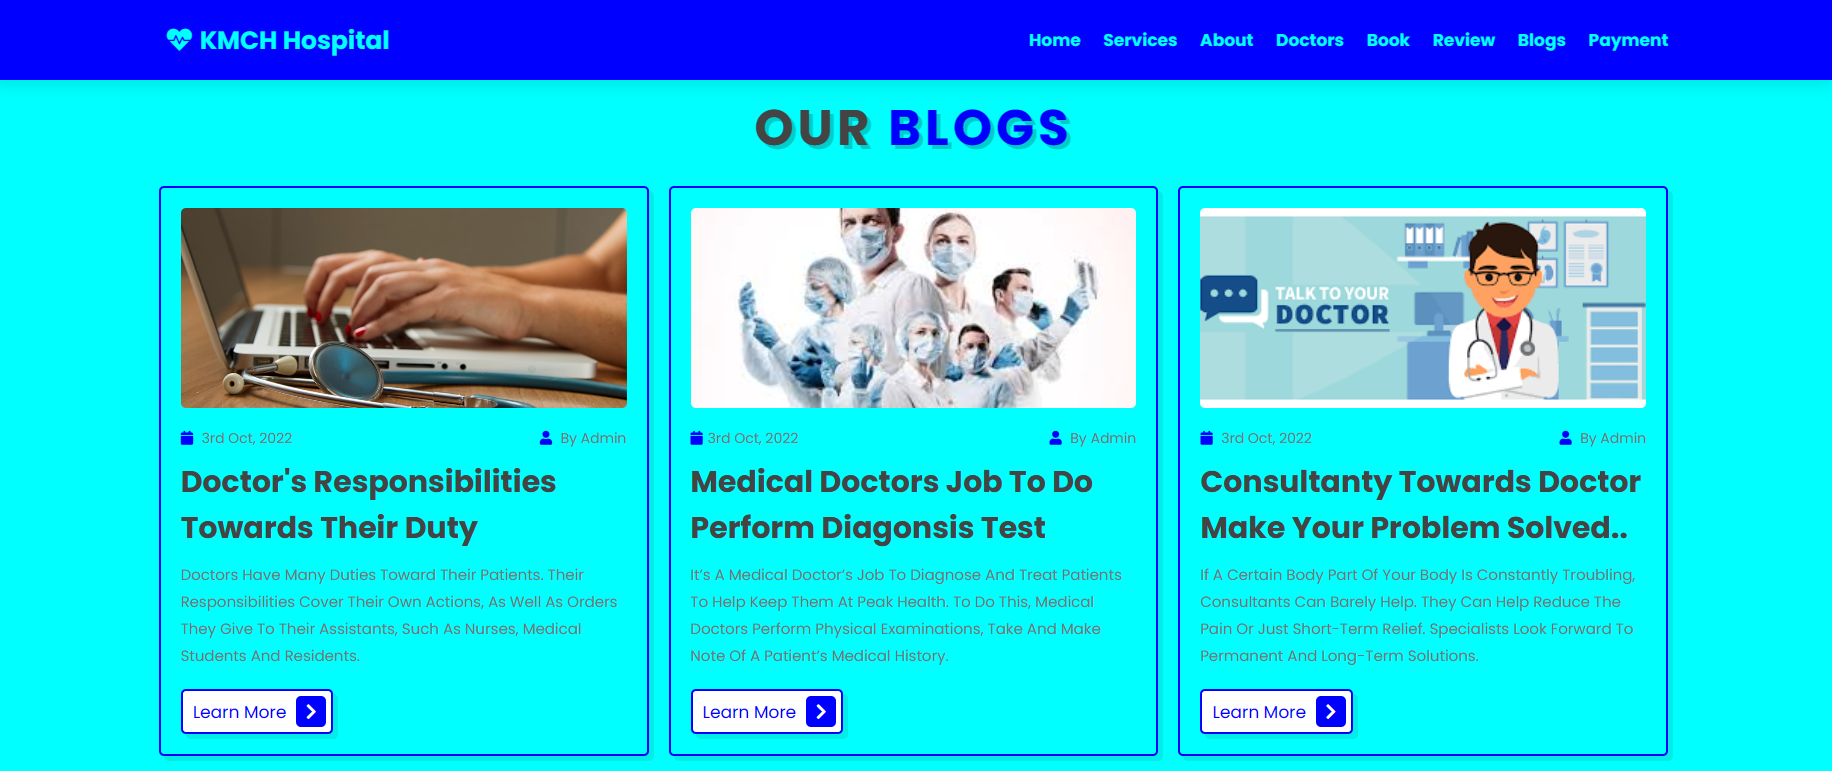 KMCH Hospital
Home Services About Doctors Book Review Blogs Payment
OUR BLOGS
3rd Oct, 2022 By Admin
Doctor's Responsibilities
Towards Their Duty
Doctors Have Many Duties Toward Their Patients. Their
Responsibilities Cover Their Own Actions, As Well As Orders
They Give To Their Assistants, Such As Nurses, Medical
Students And Residents.
Learn More
3rd Oct, 2022 By Admin
Medical Doctors Job To Do
Perform Diagonsis Test
It's A Medical Doctor's Job To Diagnose And Treat Patients
To Help Keep Them At Peak Health. To Do This, Medical
Doctors Perform Physical Examinations, Take And Make
Note Of A Patient's Medical History.
Learn More
TALK TO YOUR
DOCTOR
3rd Oct, 2022 By Admin
Consultanty Towards Doctor
Make Your Problem Solved..
If A Certain Body Part Of Your Body Is Constantly Troubling,
Consultants Can Barely Help. They Can Help Reduce The
Pain Or Just Short-Term Relief. Specialists Look Forward To
Permanent And Long-Term Solutions.
Learn More